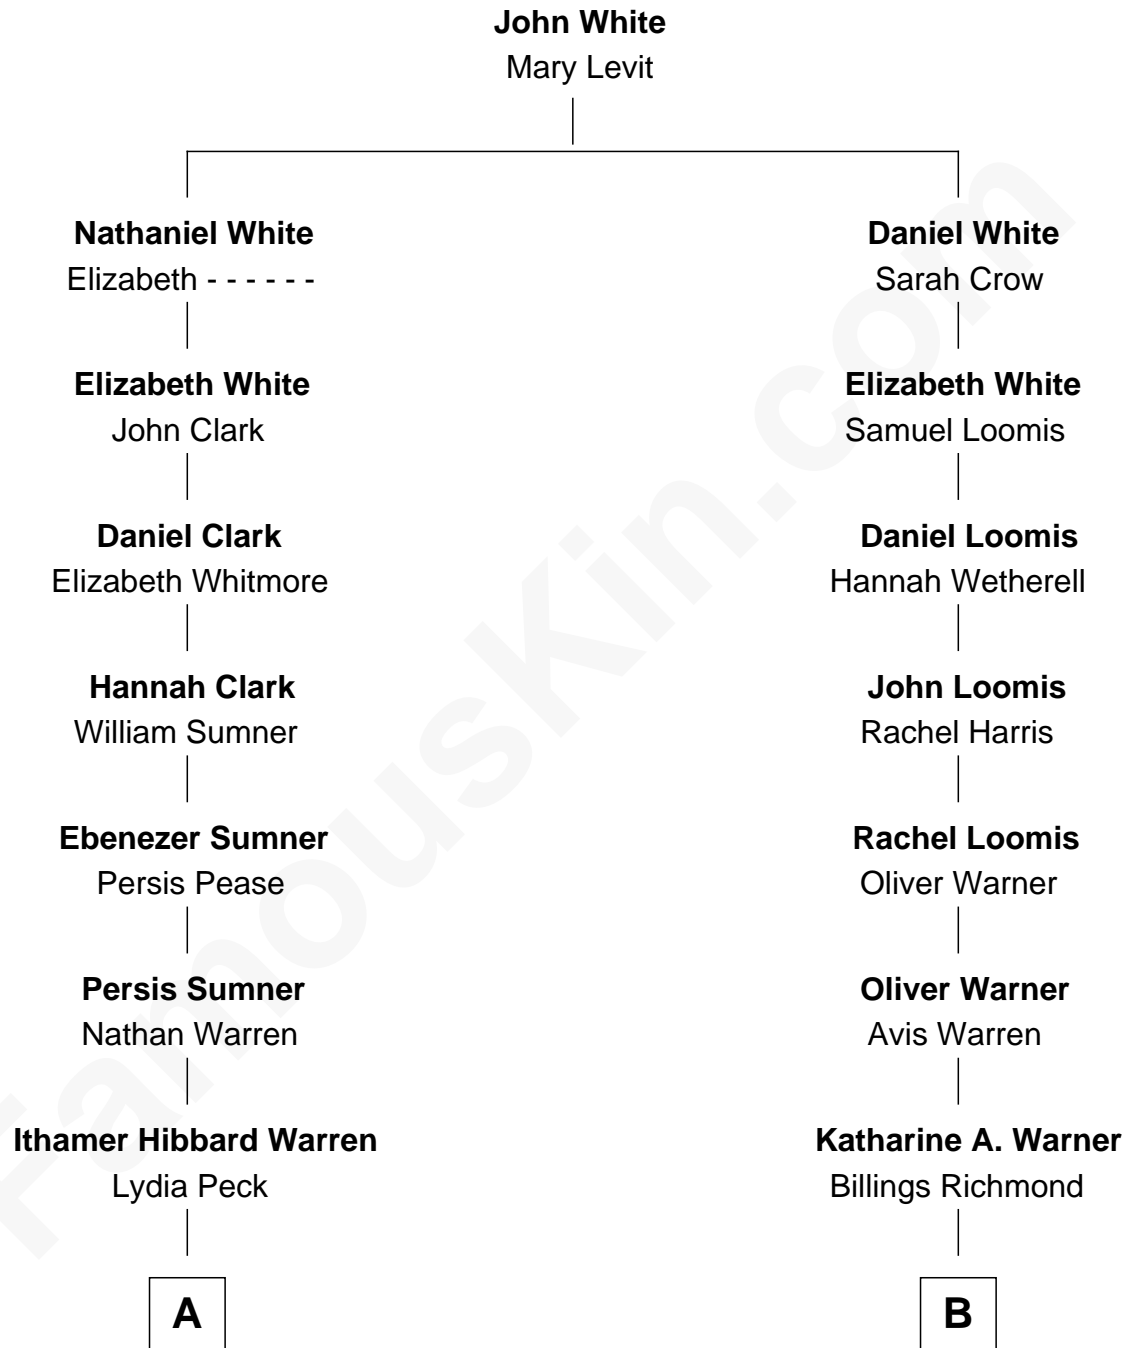 John White
Mary Levit
Nathaniel White
Elizabeth - - - - - -
Daniel White
Sarah Crow
Elizabeth White
John Clark
Elizabeth White
Samuel Loomis
Daniel Clark
Elizabeth Whitmore
Daniel Loomis
Hannah Wetherell
Hannah Clark
William Sumner
John Loomis
Rachel Harris
Ebenezer Sumner
Persis Pease
Rachel Loomis
Oliver Warner
Persis Sumner
Nathan Warren
Oliver Warner
Avis Warren
Ithamer Hibbard Warren
Lydia Peck
Katharine A. Warner
Billings Richmond
A
B
FamousKin.com